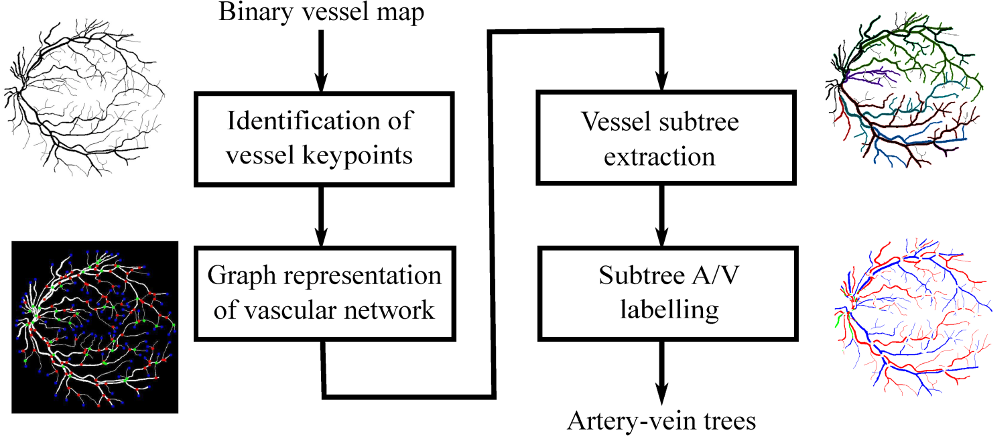 Binary vessel map
Identification of
vessel keypoints
Graph representation
of vascular network
Vessel subtree
extraction
Subtree A/V
labelling
Artery-vein trees